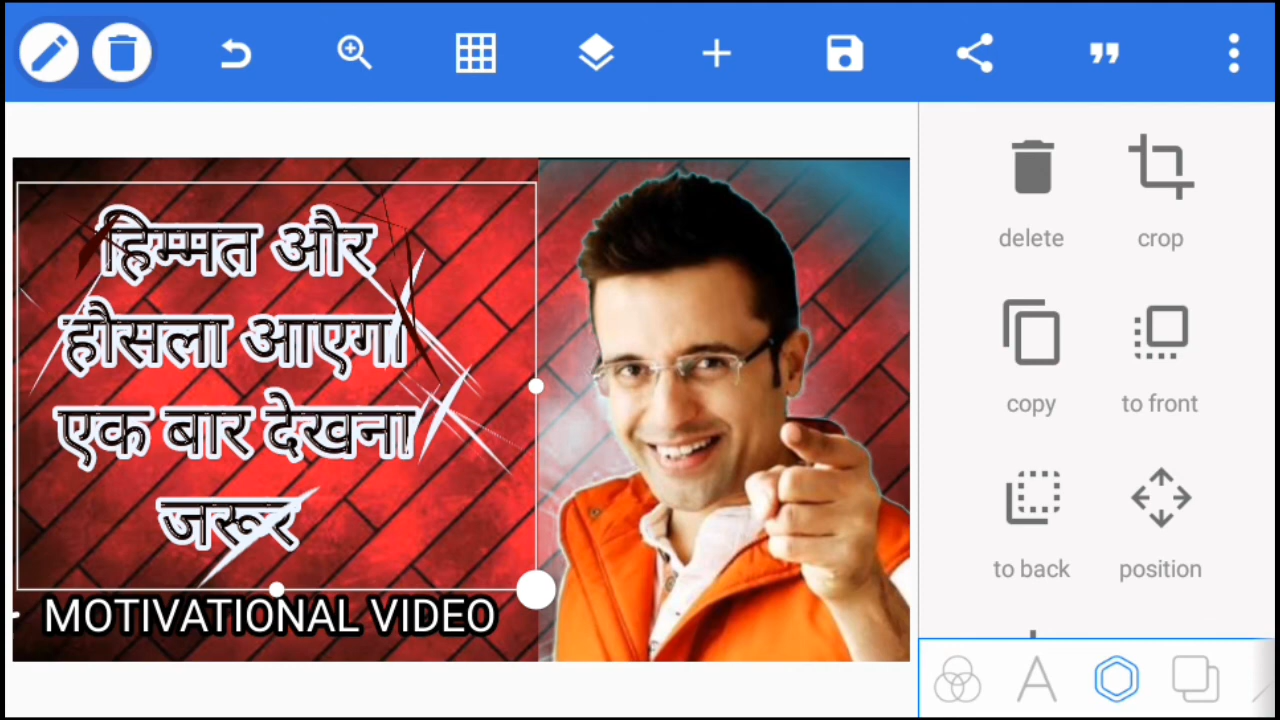 हिम्मत और
हौसला आएगा
एक बार देखना
जरूर
MOTIVATIONAL VIDEO
delete
crop
copy
to front
to back
position